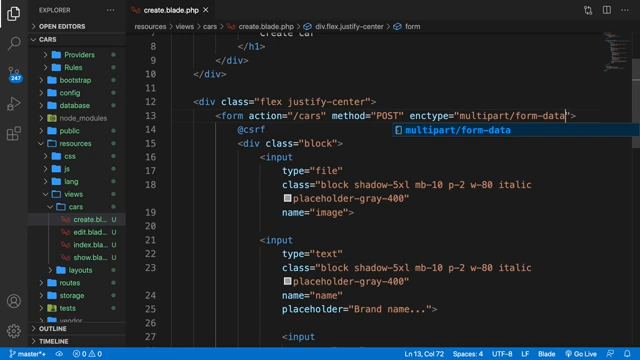 EXPLORER
OPEN EDITORS
CARS
Providers
Rules
bootstrap
config
database
node_modules
public
resources
css
js
lang
views
cars
create.bl... U
edit.blad... U
index.bla... U
show.bla... U
layouts
routes
storage
tests
vendor
OUTLINE
TIMELINE
247
create.blade.php ×
resources > views > cars > create.blade.php > div.flex.justify-center > form
7 Create car
8 </h1>
9 </div>
10 </div>
11
12 <div class="flex justify-center">
13 <form action="/cars" method="POST" enctype="multipart/form-data">
multipart/form-data
14 @csrf
15 <div class="block">
16 <input
17 type="file"
18 class="block shadow-5xl mb-10 p-2 w-80 italic
placeholder-gray-400"
19 name="image">
20
21 <input
22 type="text"
23 class="block shadow-5xl mb-10 p-2 w-80 italic
placeholder-gray-400"
24 name="name"
25 placeholder="Brand name...">
26
27 <input
master*+ 0 0 Ln 13, Col 72 Spaces: 4 UTF-8 LF Blade Go Live